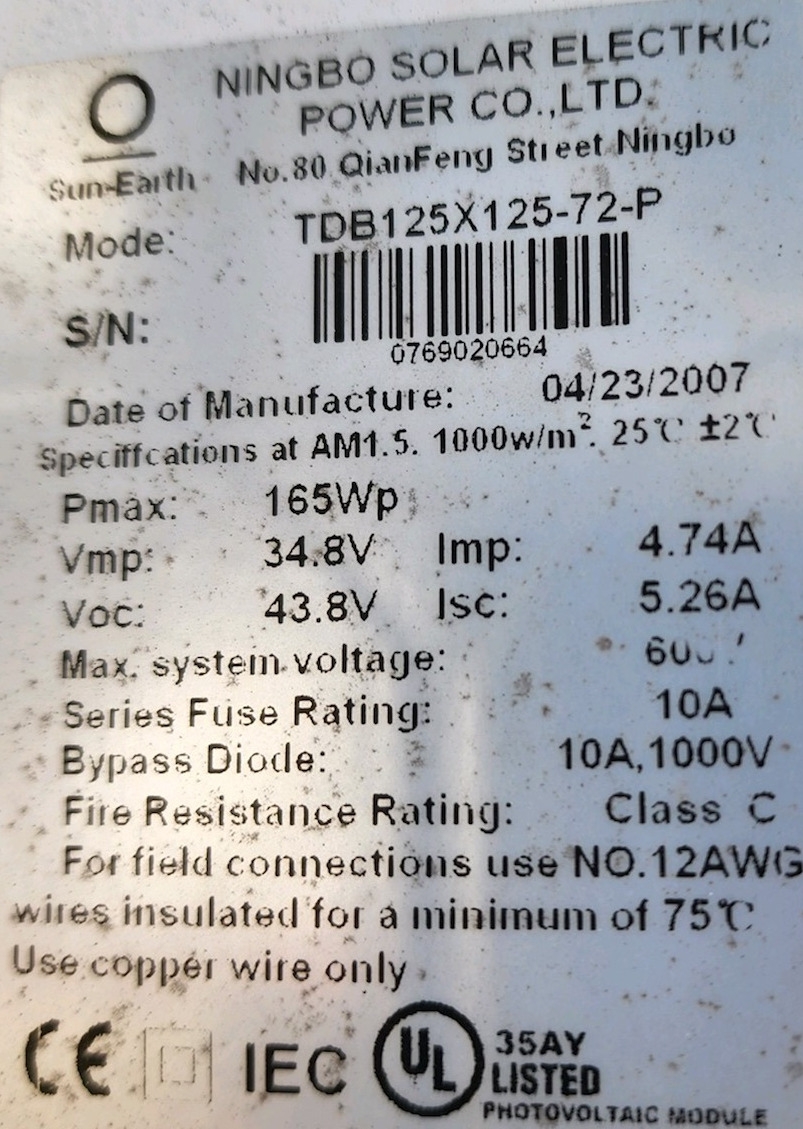 NINGBO SOLAR ELECTRIC
POWER CO.,LTD.
Sun-Earth No.80 QianFeng Street Ningbo
Mode: TDB125X125-72-P
S/N:
0769020664
Date of Manufacture: 04/23/2007
Speciffcations at AM1.5. 1000w/m². 25℃ ±2℃
Pmax: 165Wp
Vmp: 34.8V Imp: 4.74A
Voc: 43.8V Isc: 5.26A
Max. system voltage:
Series Fuse Rating: 10A
Bypass Diode: 10A,1000V
Fire Resistance Rating: Class C
For field connections use NO.12AWG
wires insulated for a minimum of 75℃
Use copper wire only
CE IEC UL 35AY
LISTED
PHOTOVOLTAIC MODULE